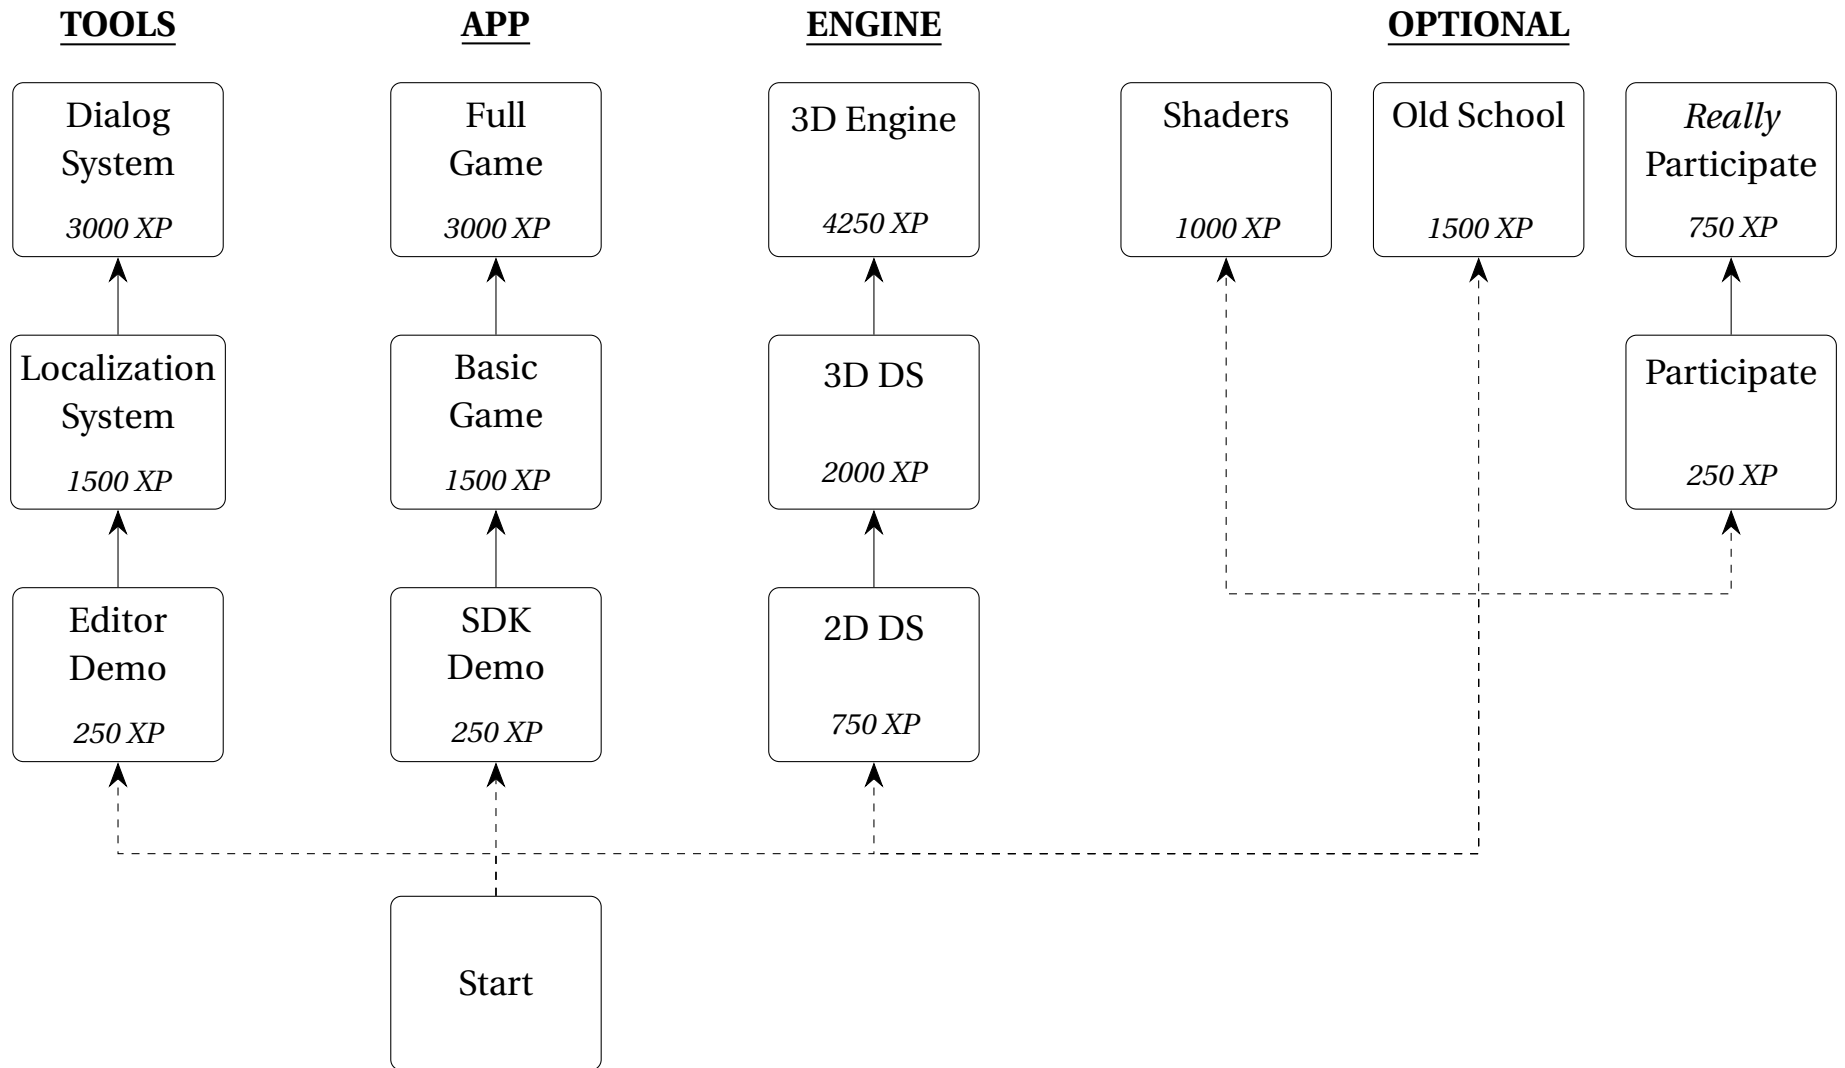 TOOLS
APP
ENGINE
OPTIONAL
Dialog
System
3000 XP
Full
Game
3000 XP
3D Engine
4250 XP
Shaders
1000 XP
Old School
1500 XP
Really
Participate
750 XP
Localization
System
1500 XP
Basic
Game
1500 XP
3D DS
2000 XP
Participate
250 XP
Editor
Demo
250 XP
SDK
Demo
250 XP
2D DS
750 XP
Start